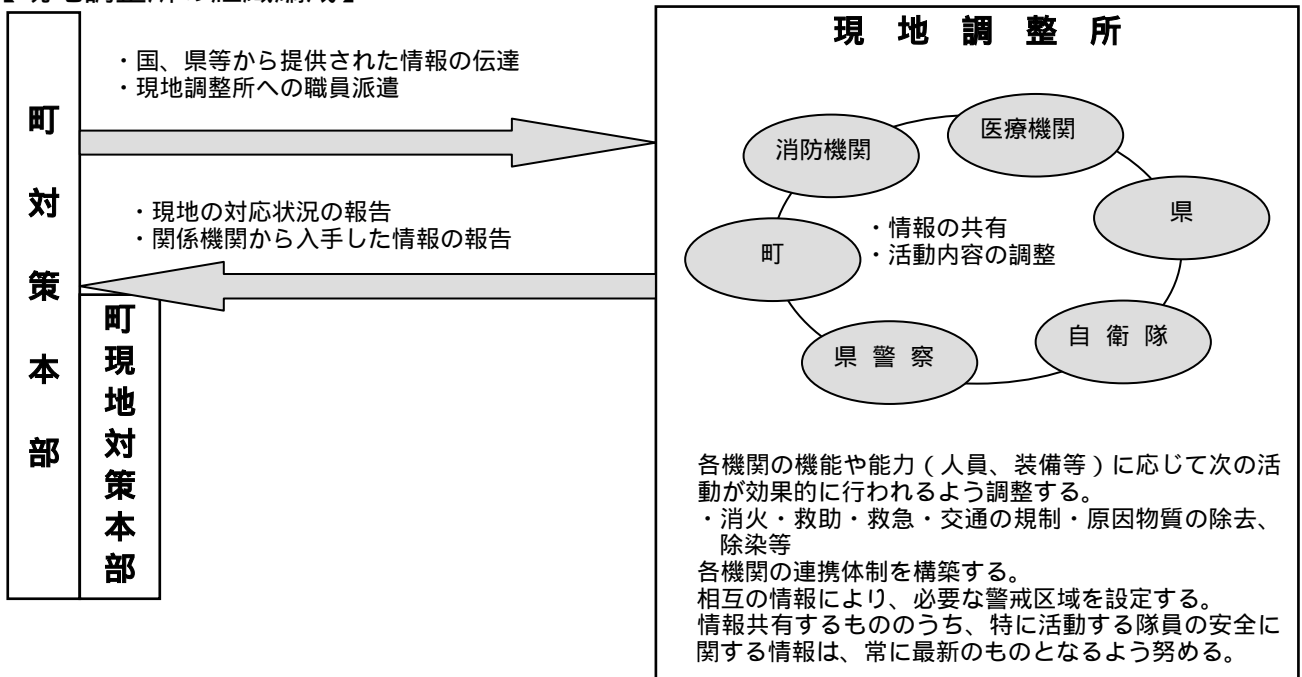 町対策本部
・国、県等から提供された情報の伝達
・現地調整所への職員派遣
・現地の対応状況の報告
・関係機関から入手した情報の報告
町現地対策本部
現 地 調 整 所
医療機関
消防機関
県
・情報の共有
・活動内容の調整
町
自 衛 隊
県 警 察
各機関の機能や能力（人員、装備等）に応じて次の活
動が効果的に行われるよう調整する。
・消火・救助・救急・交通の規制・原因物質の除去、
除染等
各機関の連携体制を構築する。
相互の情報により、必要な警戒区域を設定する。
情報共有するもののうち、特に活動する隊員の安全に
関する情報は、常に最新のものとなるよう努める。